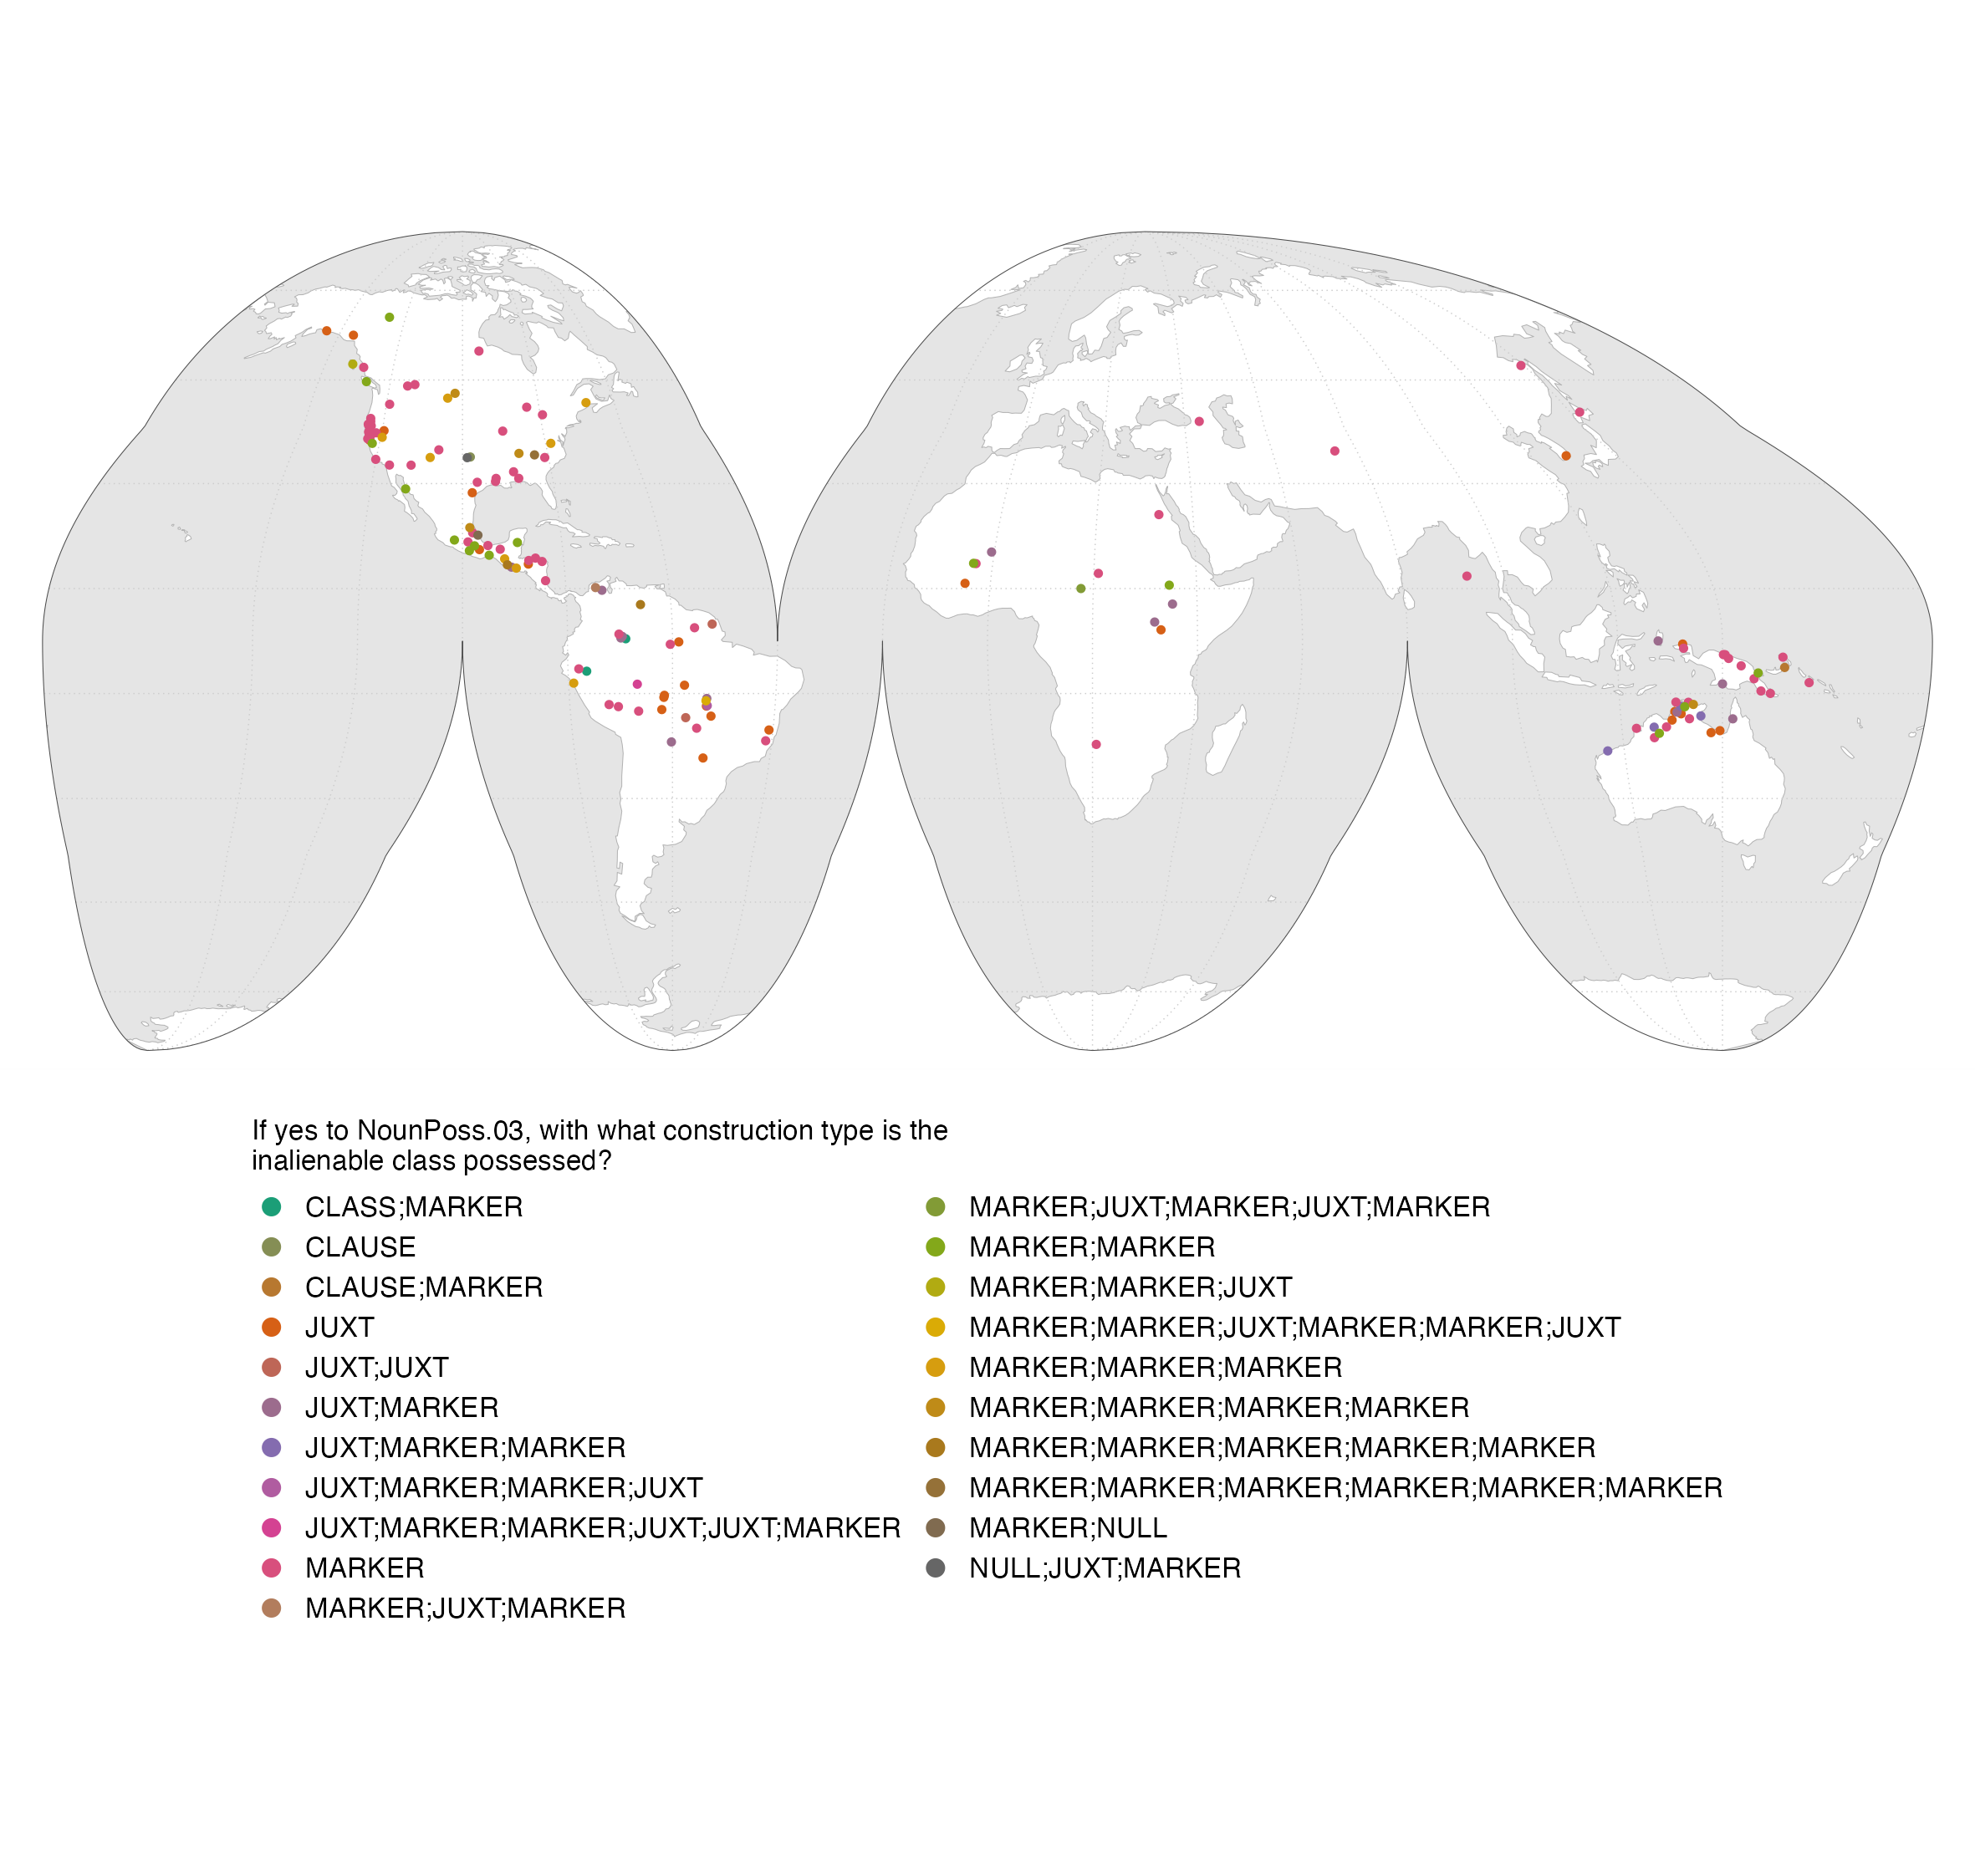 If yes to NounPoss.03, with what construction type is the
inalienable class possessed?
CLASS;MARKER
CLAUSE
CLAUSE;MARKER
JUXT
JUXT;JUXT
JUXT;MARKER
JUXT;MARKER;MARKER
JUXT;MARKER;MARKER;JUXT
JUXT;MARKER;MARKER;JUXT;JUXT;MARKER
MARKER
MARKER;JUXT;MARKER
MARKER;JUXT;MARKER;JUXT;MARKER
MARKER;MARKER
MARKER;MARKER;JUXT
MARKER;MARKER;JUXT;MARKER;MARKER;JUXT
MARKER;MARKER;MARKER
MARKER;MARKER;MARKER;MARKER
MARKER;MARKER;MARKER;MARKER;MARKER
MARKER;MARKER;MARKER;MARKER;MARKER;MARKER
MARKER;NULL
NULL;JUXT;MARKER